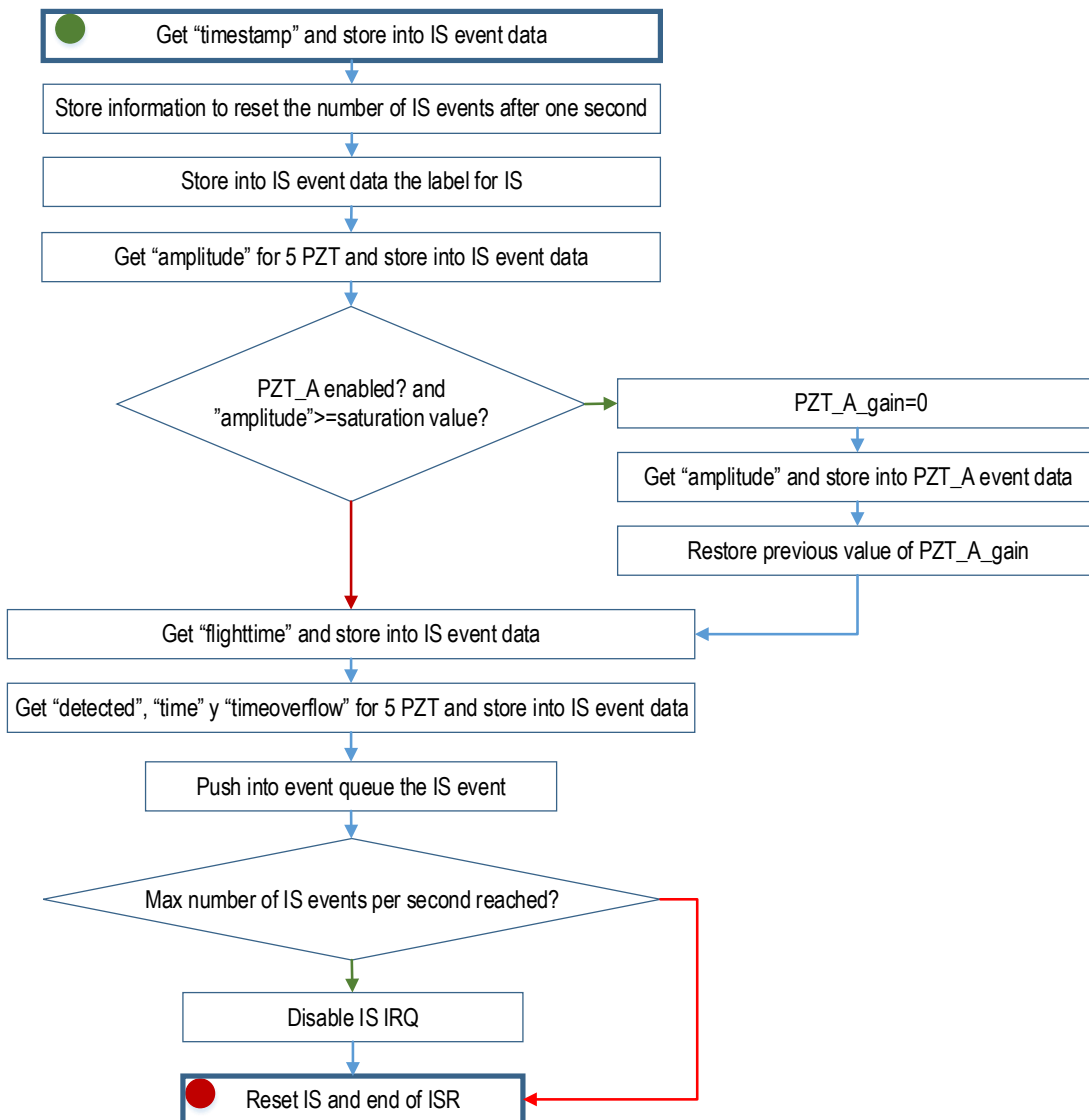 Get “timestamp” and store into IS event data
Store information to reset the number of IS events after one second
Store into IS event data the label for IS
Get “amplitude” for 5 PZT and store into IS event data
PZT_A enabled? and
”amplitude”>=saturation value?
PZT_A_gain=0
Get “amplitude” and store into PZT_A event data
Restore previous value of PZT_A_gain
Get “flighttime” and store into IS event data
Get “detected”, “time” y “timeoverflow” for 5 PZT and store into IS event data
Push into event queue the IS event
Max number of IS events per second reached?
Disable IS IRQ
Reset IS and end of ISR